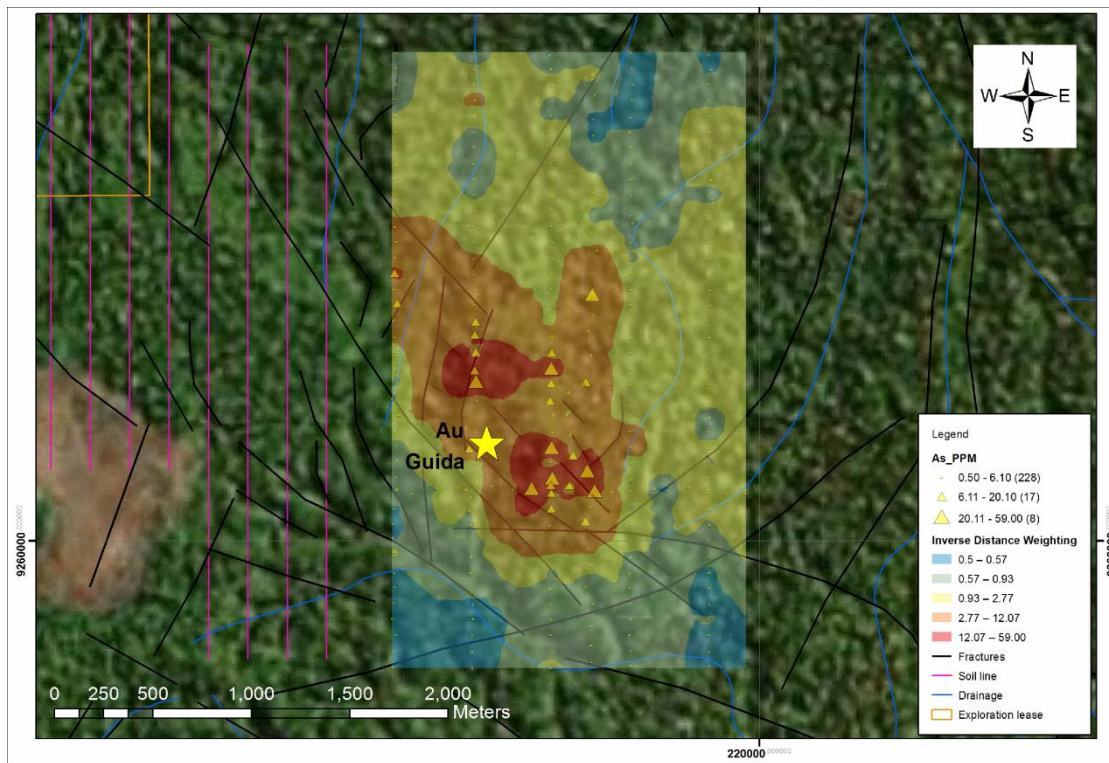 N
W E
S
Au
Guida
Legend
As_PPM
0.50 - 6.10 (228)
6.11 - 20.10 (17)
20.11 - 59.00 (8)
Inverse Distance Weighting
0.5 – 0.57
0.57 – 0.93
0.93 – 2.77
2.77 – 12.07
12.07 – 59.00
Fractures
Soil line
Drainage
Exploration lease
0 250 500 1,000 1,500 2,000
Meters
9260000.000000
220000.000000